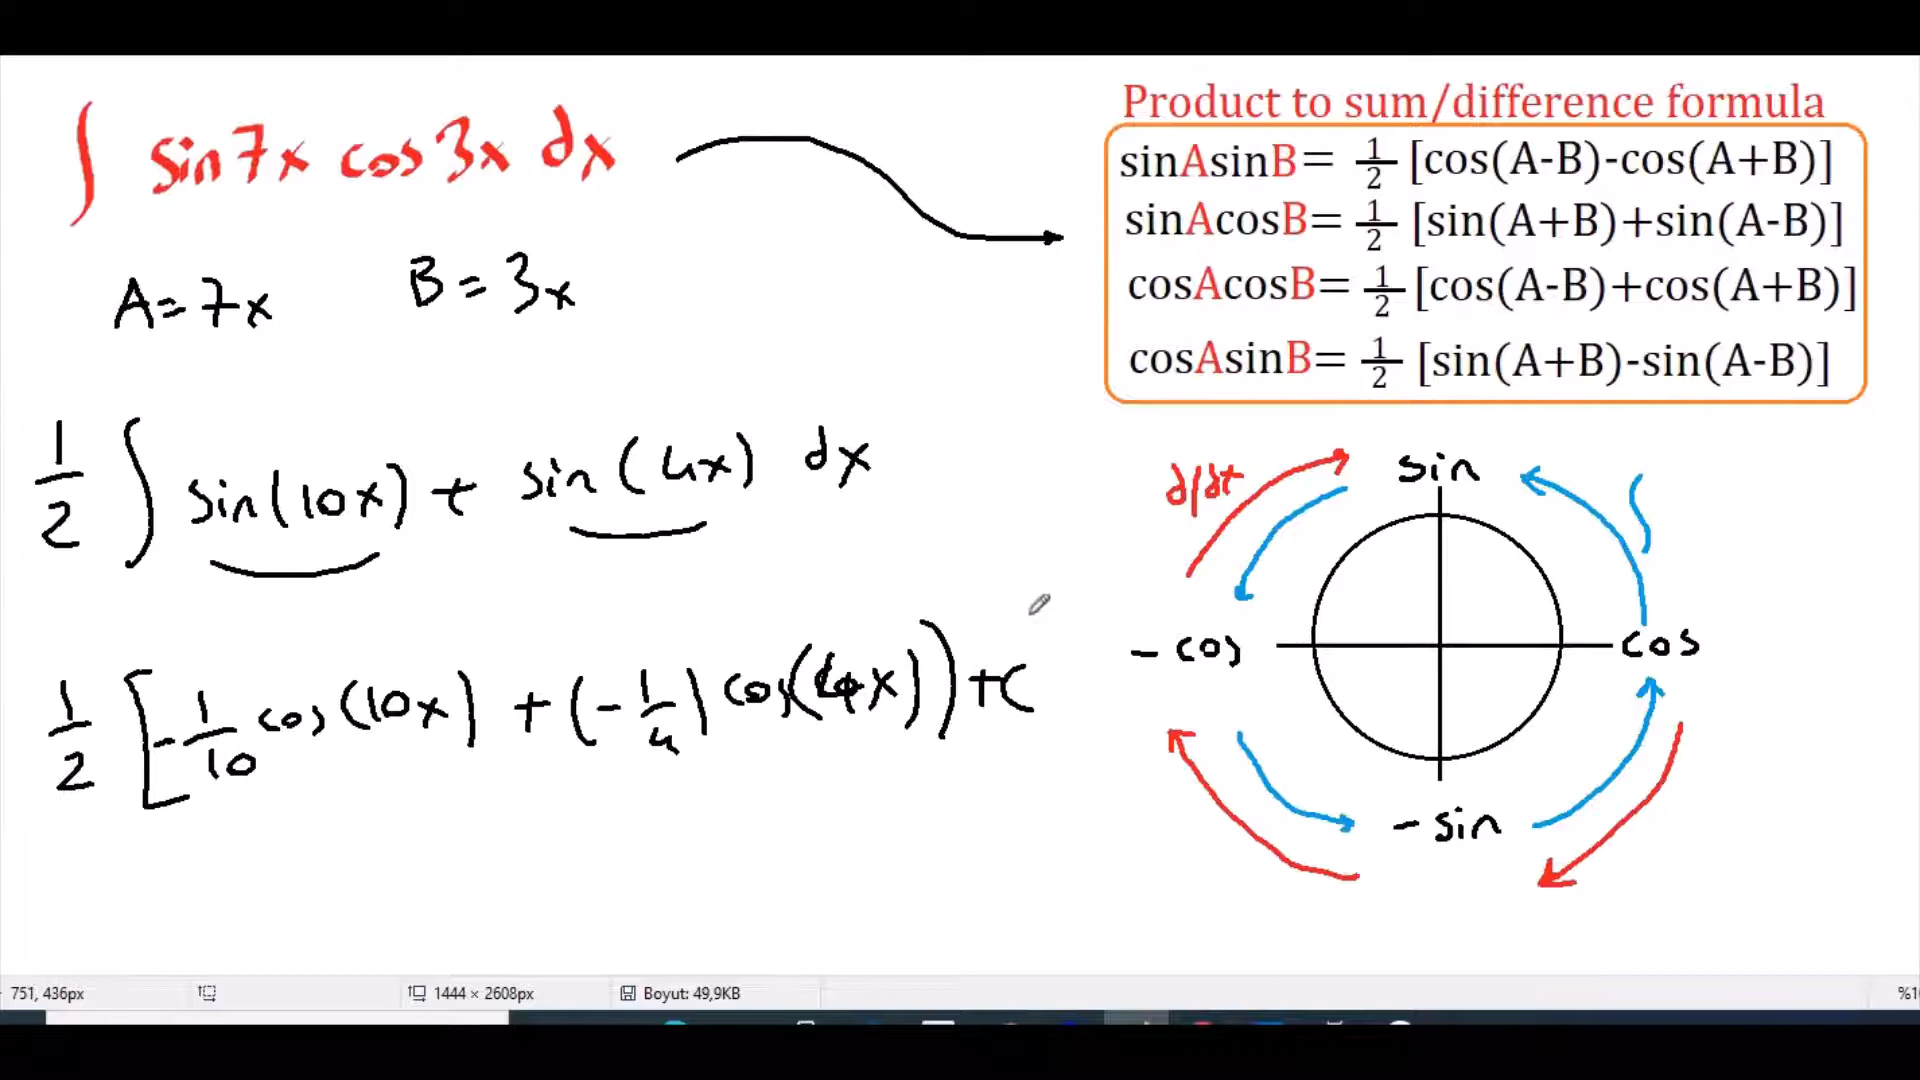 ∫ sin7x cos3x dx
A=7x B=3x
1/2 ∫ sin(10x) + sin(4x) dx
1/2 [-1/10 cos(10x) + (-1/4) cos(4x)] + C
Product to sum/difference formula
sinAsinB= 1/2 [cos(A-B)-cos(A+B)]
sinAcosB= 1/2 [sin(A+B)+sin(A-B)]
cosAcosB= 1/2 [cos(A-B)+cos(A+B)]
cosAsinB= 1/2 [sin(A+B)-sin(A-B)]
d/dt sin ∫
- cos cos
- sin
751, 436px 1444 × 2608px Boyut: 49,9KB